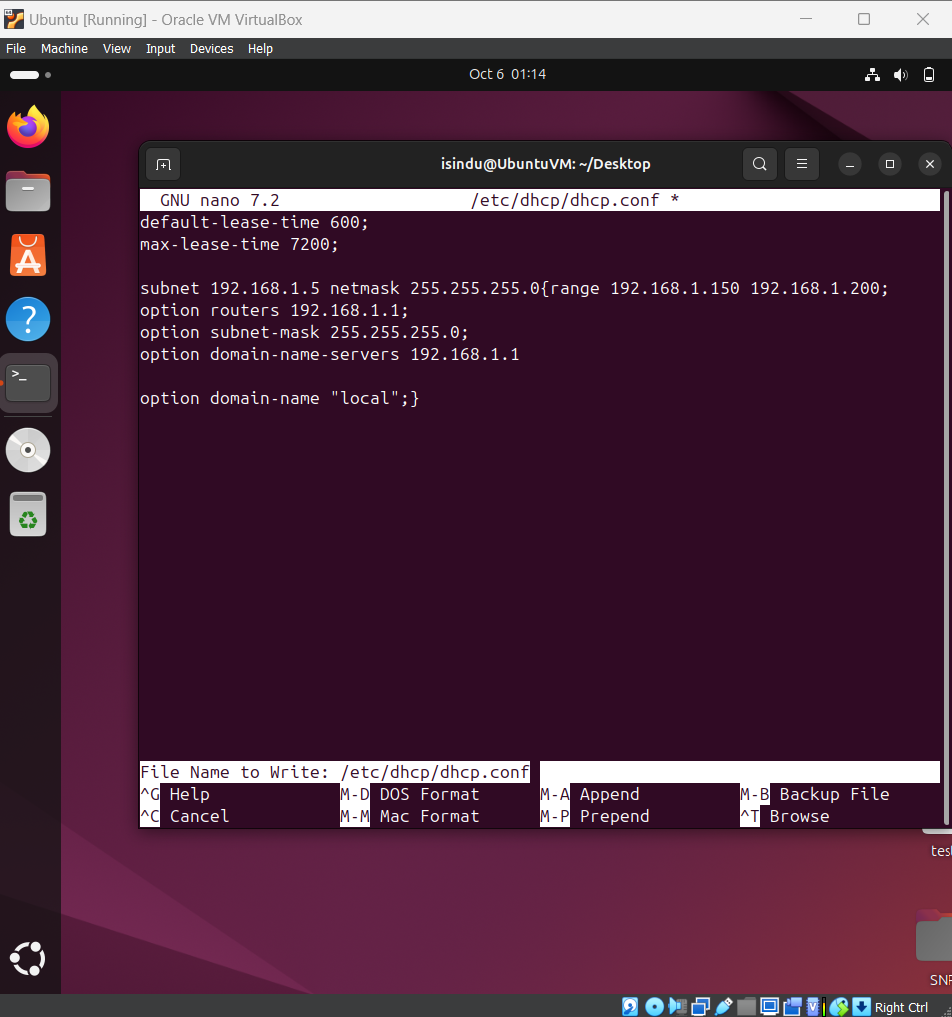 Ubuntu [Running] - Oracle VM VirtualBox
File Machine View Input Devices Help
Oct 6 01:14
isindu@UbuntuVM: ~/Desktop
GNU nano 7.2 /etc/dhcp/dhcp.conf *
default-lease-time 600;
max-lease-time 7200;
subnet 192.168.1.5 netmask 255.255.255.0{range 192.168.1.150 192.168.1.200;
option routers 192.168.1.1;
option subnet-mask 255.255.255.0;
option domain-name-servers 192.168.1.1
option domain-name "local";}
File Name to Write: /etc/dhcp/dhcp.conf
^G Help M-D DOS Format M-A Append M-B Backup File
^C Cancel M-M Mac Format M-P Prepend ^T Browse
Right Ctrl